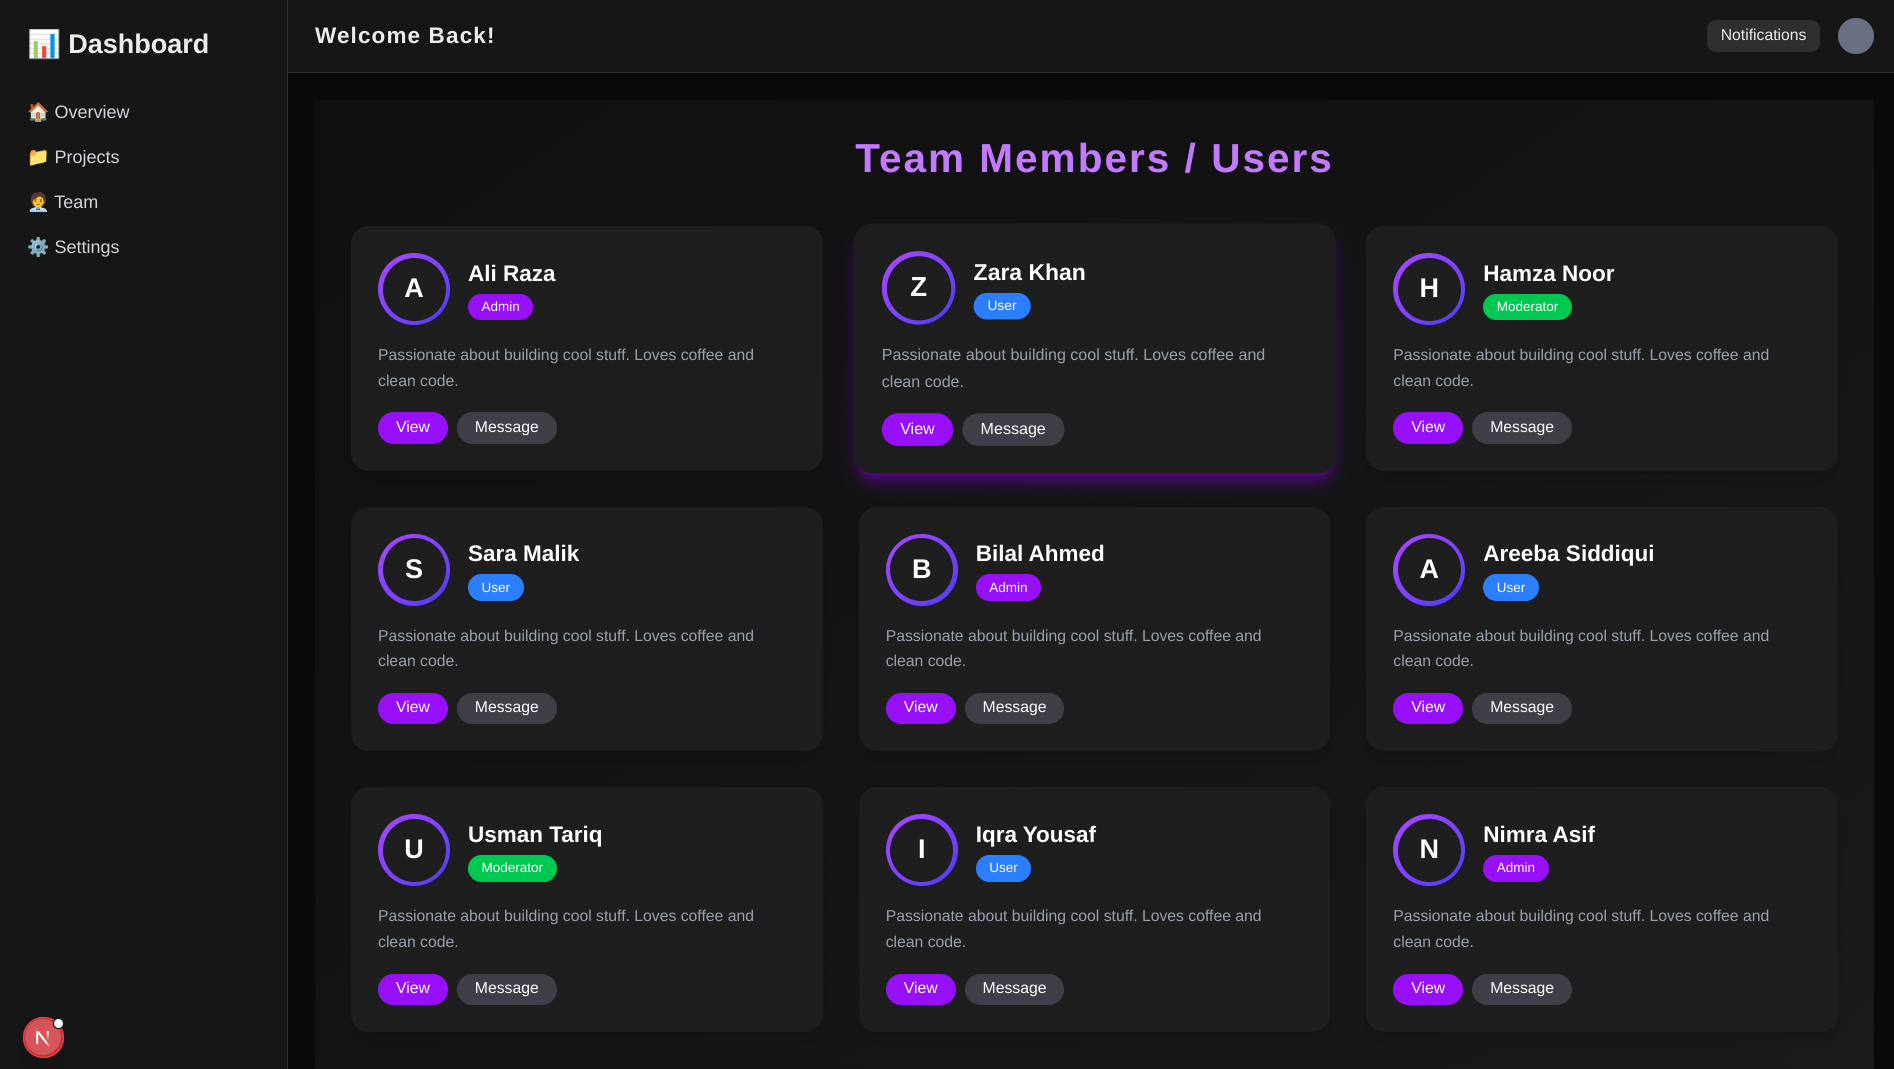 Dashboard
Overview
Projects
Team
Settings
N
Welcome Back!
Notifications
Team Members / Users
A
Ali Raza
Admin
Passionate about building cool stuff. Loves coffee and
clean code.
View Message
Z
Zara Khan
User
Passionate about building cool stuff. Loves coffee and
clean code.
View Message
H
Hamza Noor
Moderator
Passionate about building cool stuff. Loves coffee and
clean code.
View Message
S
Sara Malik
User
Passionate about building cool stuff. Loves coffee and
clean code.
View Message
B
Bilal Ahmed
Admin
Passionate about building cool stuff. Loves coffee and
clean code.
View Message
A
Areeba Siddiqui
User
Passionate about building cool stuff. Loves coffee and
clean code.
View Message
U
Usman Tariq
Moderator
Passionate about building cool stuff. Loves coffee and
clean code.
View Message
I
Iqra Yousaf
User
Passionate about building cool stuff. Loves coffee and
clean code.
View Message
N
Nimra Asif
Admin
Passionate about building cool stuff. Loves coffee and
clean code.
View Message